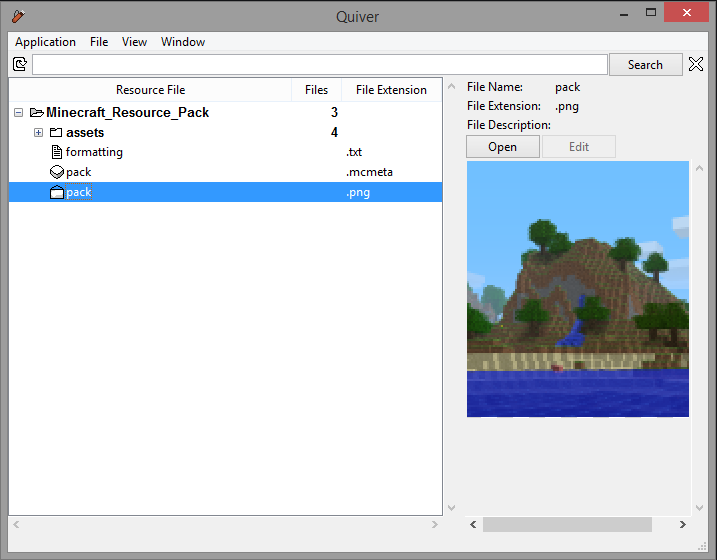 Quiver
Application File View Window
Search
Resource File Files File Extension
Minecraft_Resource_Pack 3
assets 4
formatting .txt
pack .mcmeta
pack .png
File Name: pack
File Extension: .png
File Description:
Open Edit